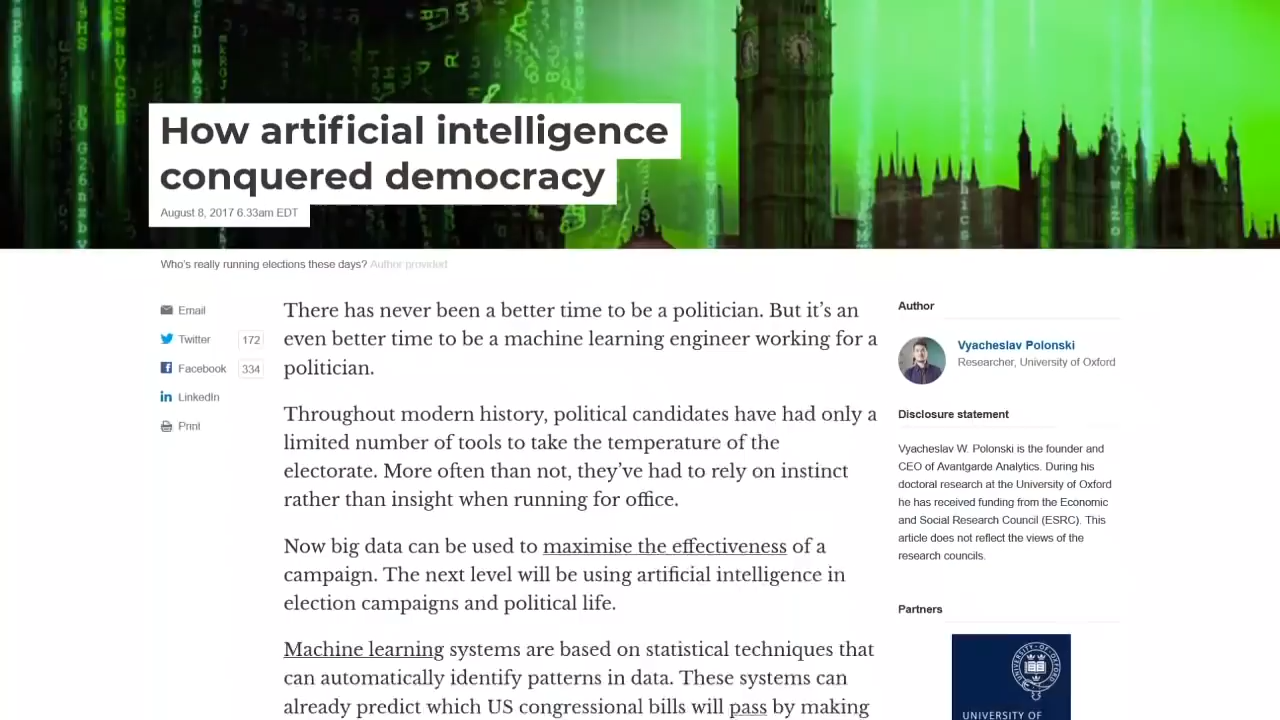 How artificial intelligence
conquered democracy
August 8, 2017 6.33am EDT
Who's really running elections these days? Author provided
Email
Twitter 172
Facebook 334
LinkedIn
Print
There has never been a better time to be a politician. But it’s an
even better time to be a machine learning engineer working for a
politician.
Throughout modern history, political candidates have had only a
limited number of tools to take the temperature of the
electorate. More often than not, they’ve had to rely on instinct
rather than insight when running for office.
Now big data can be used to maximise the effectiveness of a
campaign. The next level will be using artificial intelligence in
election campaigns and political life.
Machine learning systems are based on statistical techniques that
can automatically identify patterns in data. These systems can
already predict which US congressional bills will pass by making
Author
Vyacheslav Polonski
Researcher, University of Oxford
Disclosure statement
Vyacheslav W. Polonski is the founder and
CEO of Avantgarde Analytics. During his
doctoral research at the University of Oxford
he has received funding from the Economic
and Social Research Council (ESRC). This
article does not reflect the views of the
research councils.
Partners
UNIVERSITY OF